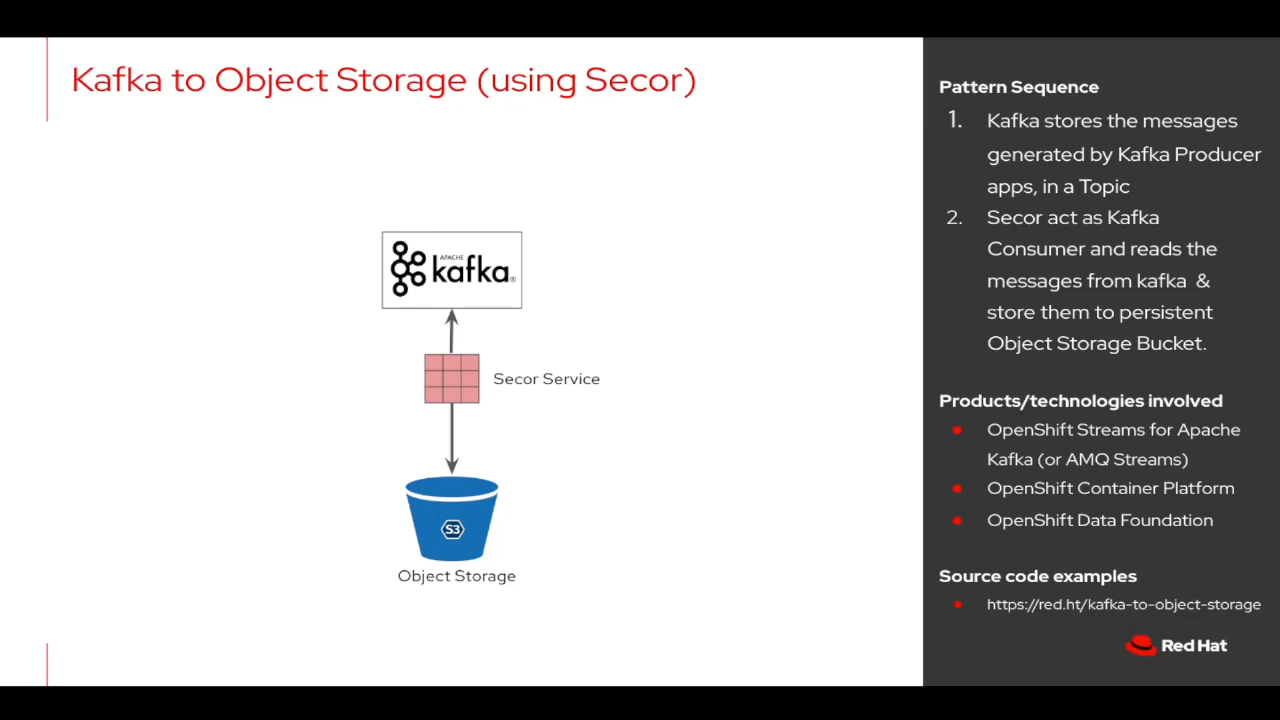 Kafka to Object Storage (using Secor)
APACHE
kafka®
Secor Service
S3
Object Storage
Pattern Sequence
1. Kafka stores the messages
generated by Kafka Producer
apps, in a Topic
2. Secor act as Kafka
Consumer and reads the
messages from kafka &
store them to persistent
Object Storage Bucket.
Products/technologies involved
OpenShift Streams for Apache
Kafka (or AMQ Streams)
OpenShift Container Platform
OpenShift Data Foundation
Source code examples
https://red.ht/kafka-to-object-storage
Red Hat